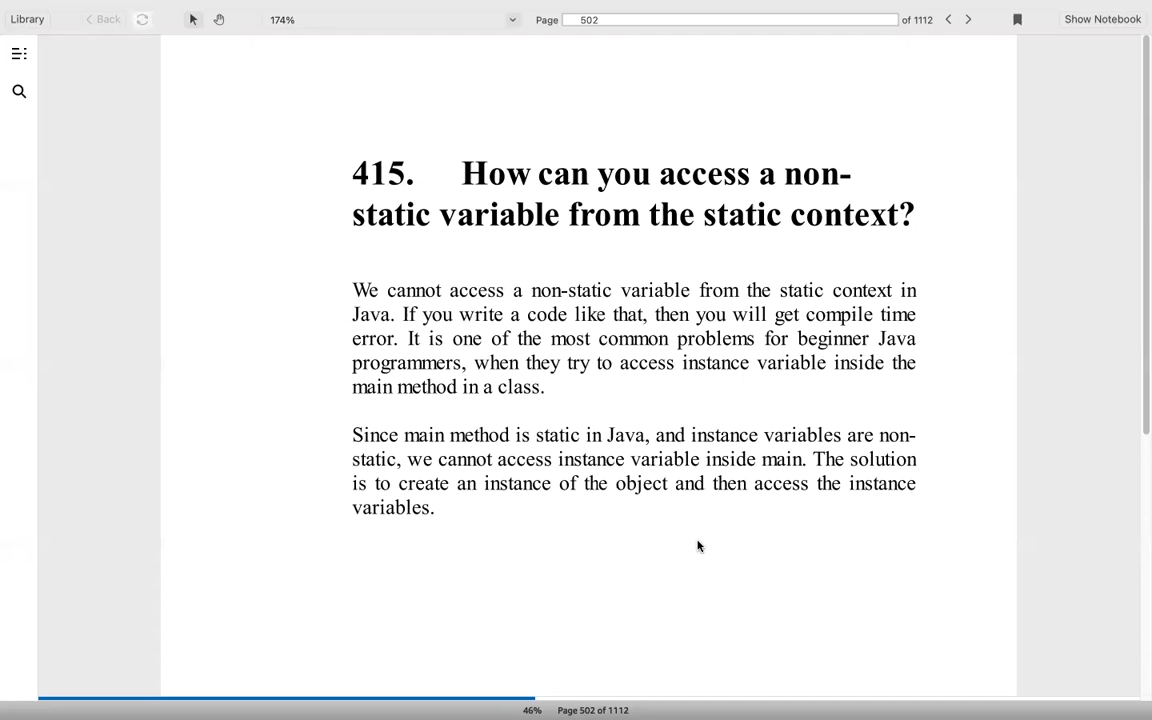 Library Back 174% Page 502 of 1112 Show Notebook
415. How can you access a non-
static variable from the static context?
We cannot access a non-static variable from the static context in
Java. If you write a code like that, then you will get compile time
error. It is one of the most common problems for beginner Java
programmers, when they try to access instance variable inside the
main method in a class.
Since main method is static in Java, and instance variables are non-
static, we cannot access instance variable inside main. The solution
is to create an instance of the object and then access the instance
variables.
46% Page 502 of 1112